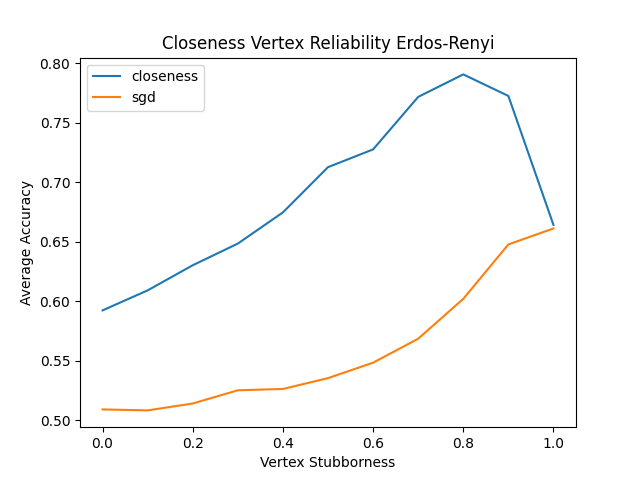 Closeness Vertex Reliability Erdos-Renyi
closeness
sgd
Average Accuracy
0.80
0.75
0.70
0.65
0.60
0.55
0.50
0.0 0.2 0.4 0.6 0.8 1.0
Vertex Stubborness